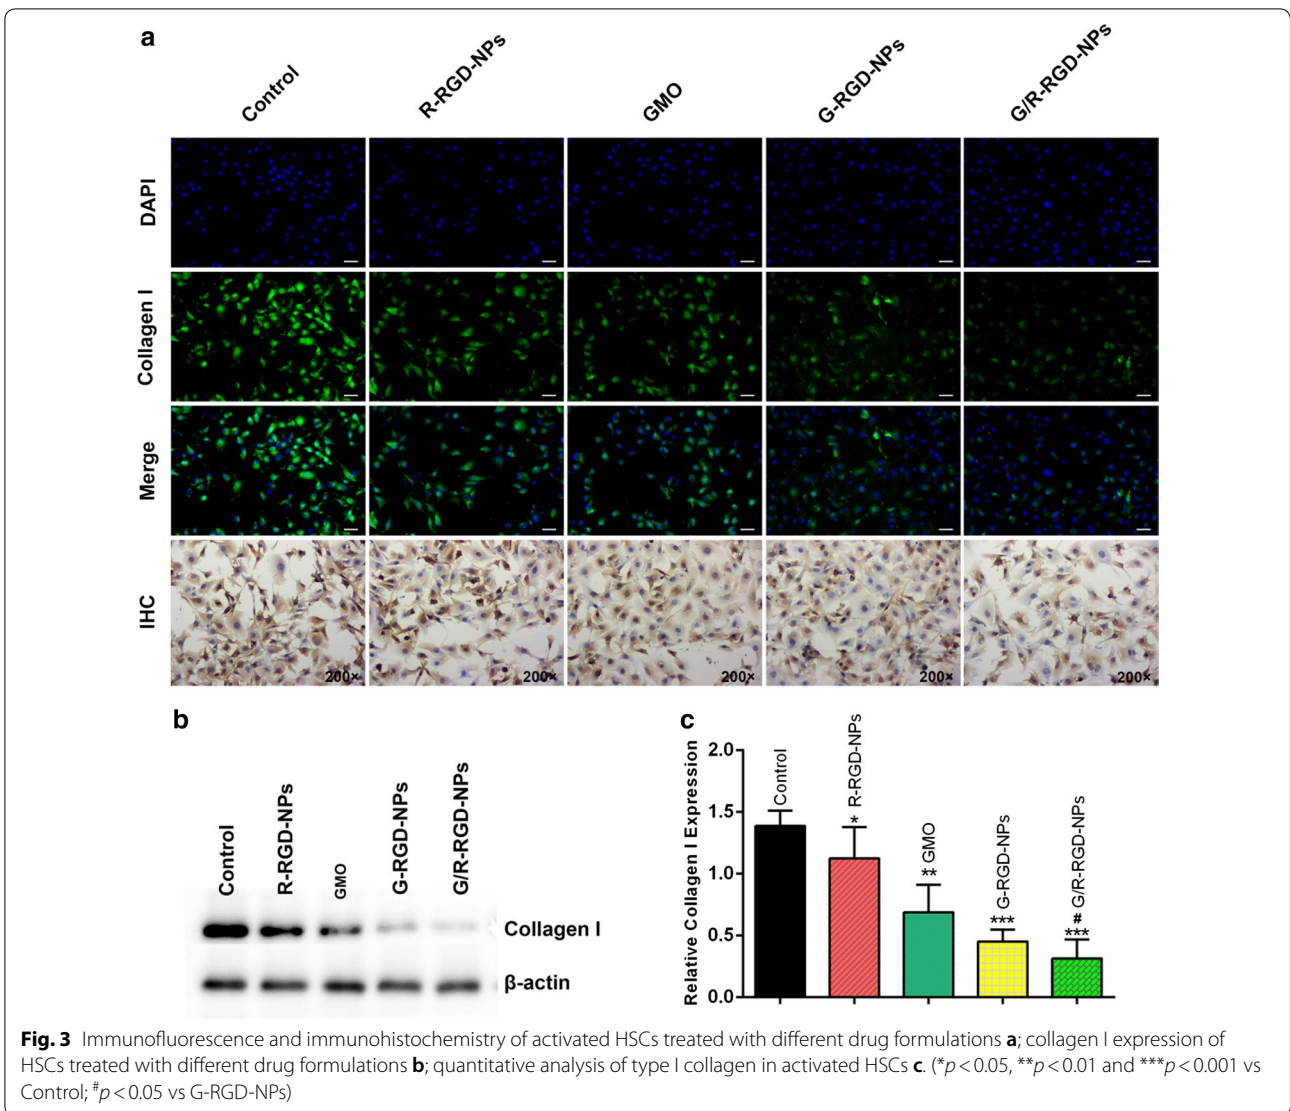 a
Control
R-RGD-NPs
GMO
G-RGD-NPs
G/R-RGD-NPs
DAPI
Collagen I
Merge
IHC
200×
200×
200×
200×
200×
b
Control
R-RGD-NPs
GMO
G-RGD-NPs
G/R-RGD-NPs
Collagen I
β-actin
c
Relative Collagen I Expression
2.0
1.5
1.0
0.5
0.0
Control
* R-RGD-NPs
** GMO
*** G-RGD-NPs
# G/R-RGD-NPs
***
Fig. 3 Immunofluorescence and immunohistochemistry of activated HSCs treated with different drug formulations a; collagen I expression of
HSCs treated with different drug formulations b; quantitative analysis of type I collagen in activated HSCs c. (*p < 0.05, **p < 0.01 and ***p < 0.001 vs
Control; #p < 0.05 vs G-RGD-NPs)